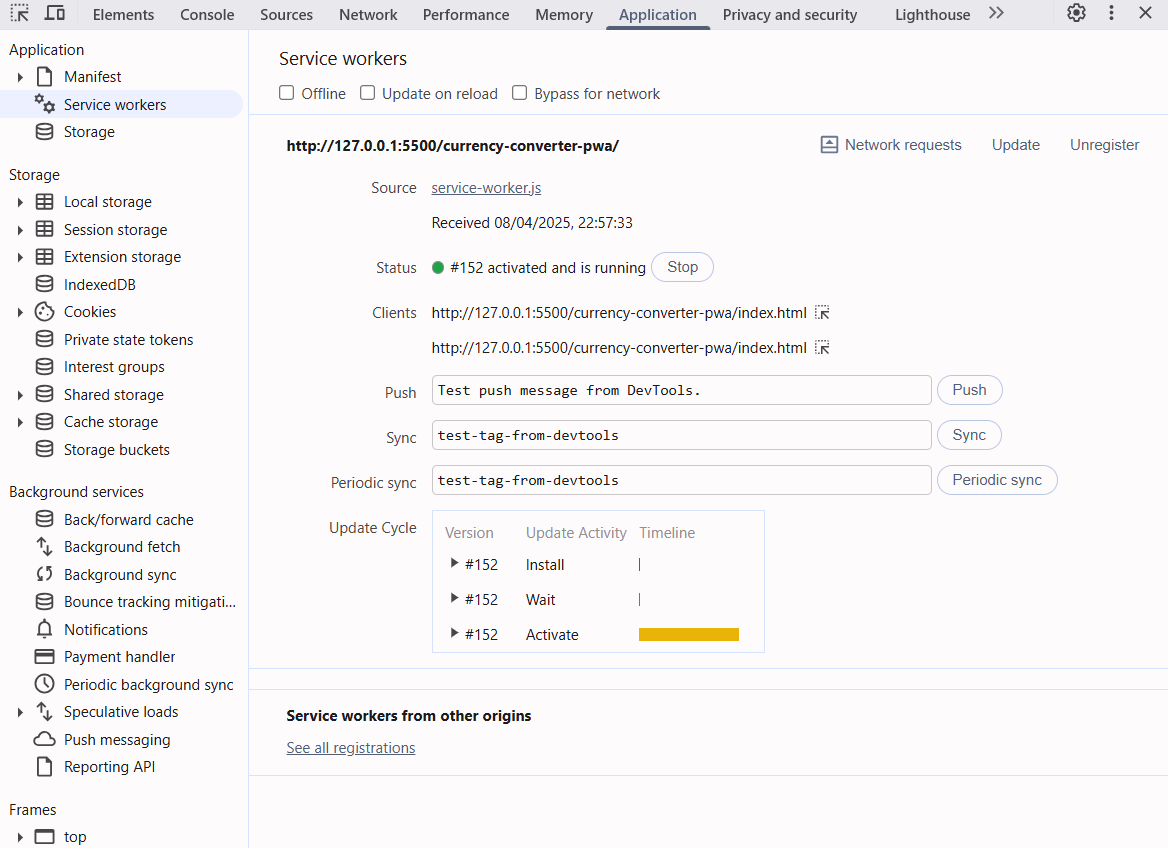 Elements Console Sources Network Performance Memory Application Privacy and security Lighthouse
Application
Manifest
Service workers
Storage
Storage
Local storage
Session storage
Extension storage
IndexedDB
Cookies
Private state tokens
Interest groups
Shared storage
Cache storage
Storage buckets
Background services
Back/forward cache
Background fetch
Background sync
Bounce tracking mitigati...
Notifications
Payment handler
Periodic background sync
Speculative loads
Push messaging
Reporting API
Frames
top
Service workers
Offline Update on reload Bypass for network
http://127.0.0.1:5500/currency-converter-pwa/ Network requests Update Unregister
Source service-worker.js
Received 08/04/2025, 22:57:33
Status #152 activated and is running Stop
Clients http://127.0.0.1:5500/currency-converter-pwa/index.html
http://127.0.0.1:5500/currency-converter-pwa/index.html
Push Test push message from DevTools. Push
Sync test-tag-from-devtools Sync
Periodic sync test-tag-from-devtools Periodic sync
Update Cycle Version Update Activity Timeline
#152 Install
#152 Wait
#152 Activate
Service workers from other origins
See all registrations